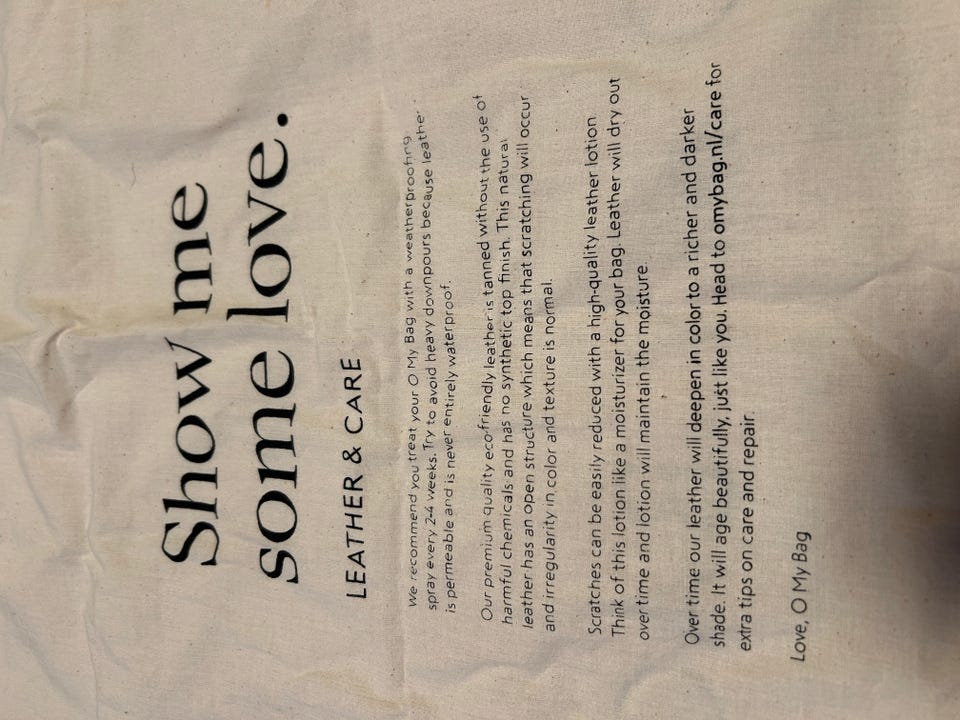 Show me
some love.
LEATHER & CARE
We recommend you treat your O My Bag with a weatherproofing
spray every 2-4 weeks. Try to avoid heavy downpours because leather
is permeable and is never entirely waterproof.
Our premium quality eco-friendly leather is tanned without the use of
harmful chemicals and has no synthetic top finish. This natural
leather has an open structure which means that scratching will occur
and irregularity in color and texture is normal.
Scratches can be easily reduced with a high-quality leather lotion.
Think of this lotion like a moisturizer for your bag. Leather will dry out
over time and lotion will maintain the moisture.
Over time our leather will deepen in color to a richer and darker
shade. It will age beautifully, just like you. Head to omybag.nl/care for
extra tips on care and repair.
Love, O My Bag